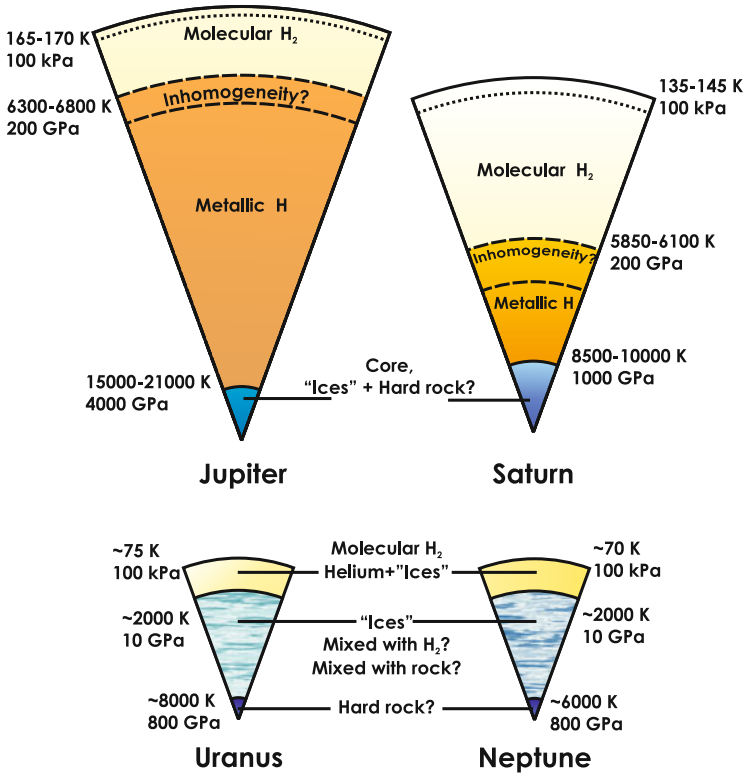 165-170 K
100 kPa
Molecular H₂
6300-6800 K
200 GPa
Inhomogeneity?
Metallic H
15000-21000 K
4000 GPa
Jupiter
135-145 K
100 kPa
Molecular H₂
Inhomogeneity?
5850-6100 K
200 GPa
Metallic H
8500-10000 K
1000 GPa
Core,
“Ices” + Hard rock?
Saturn
~75 K
100 kPa
Molecular H₂
Helium+”Ices”
~70 K
100 kPa
~2000 K
10 GPa
“Ices”
Mixed with H₂?
Mixed with rock?
~2000 K
10 GPa
~8000 K
800 GPa
Hard rock?
~6000 K
800 GPa
Uranus
Neptune